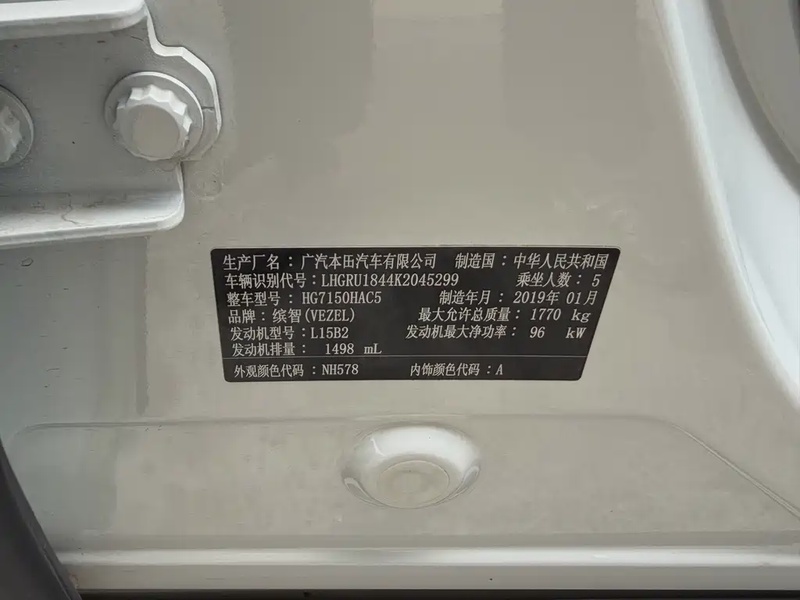 生产厂名：广汽本田汽车有限公司 制造国：中华人民共和国
车辆识别代号：LHGRU1844K2045299 乘坐人数：5
整车型号：HG7150HAC5 制造年月：2019年01月
品牌：缤智(VEZEL) 最大允许总质量：1770 kg
发动机型号：L15B2 发动机最大净功率：96 kW
发动机排量：1498 mL
外观颜色代码：NH578 内饰颜色代码：A